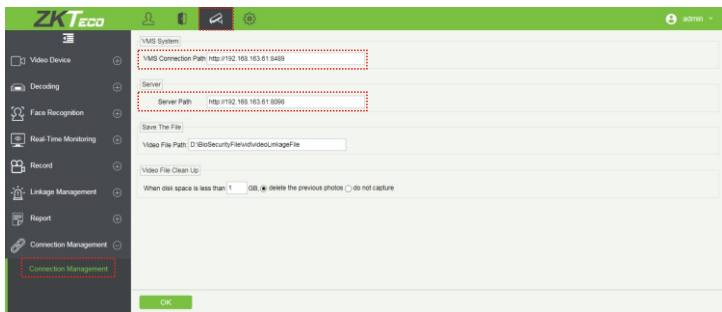 ZKTeco
admin
VMS System
VMS Connection Path http://192.168.163.61:8489
Video Device
Decoding
Server
Server Path http://192.168.163.61:8098
Face Recognition
Save The File
Real-Time Monitoring
Video File Path: D:\BioSecurityFile\vid\videoLinkageFile
Record
Video File Clean Up
Linkage Management
When disk space is less than 1 GB, delete the previous photos do not capture
Report
Connection Management
Connection Management
OK